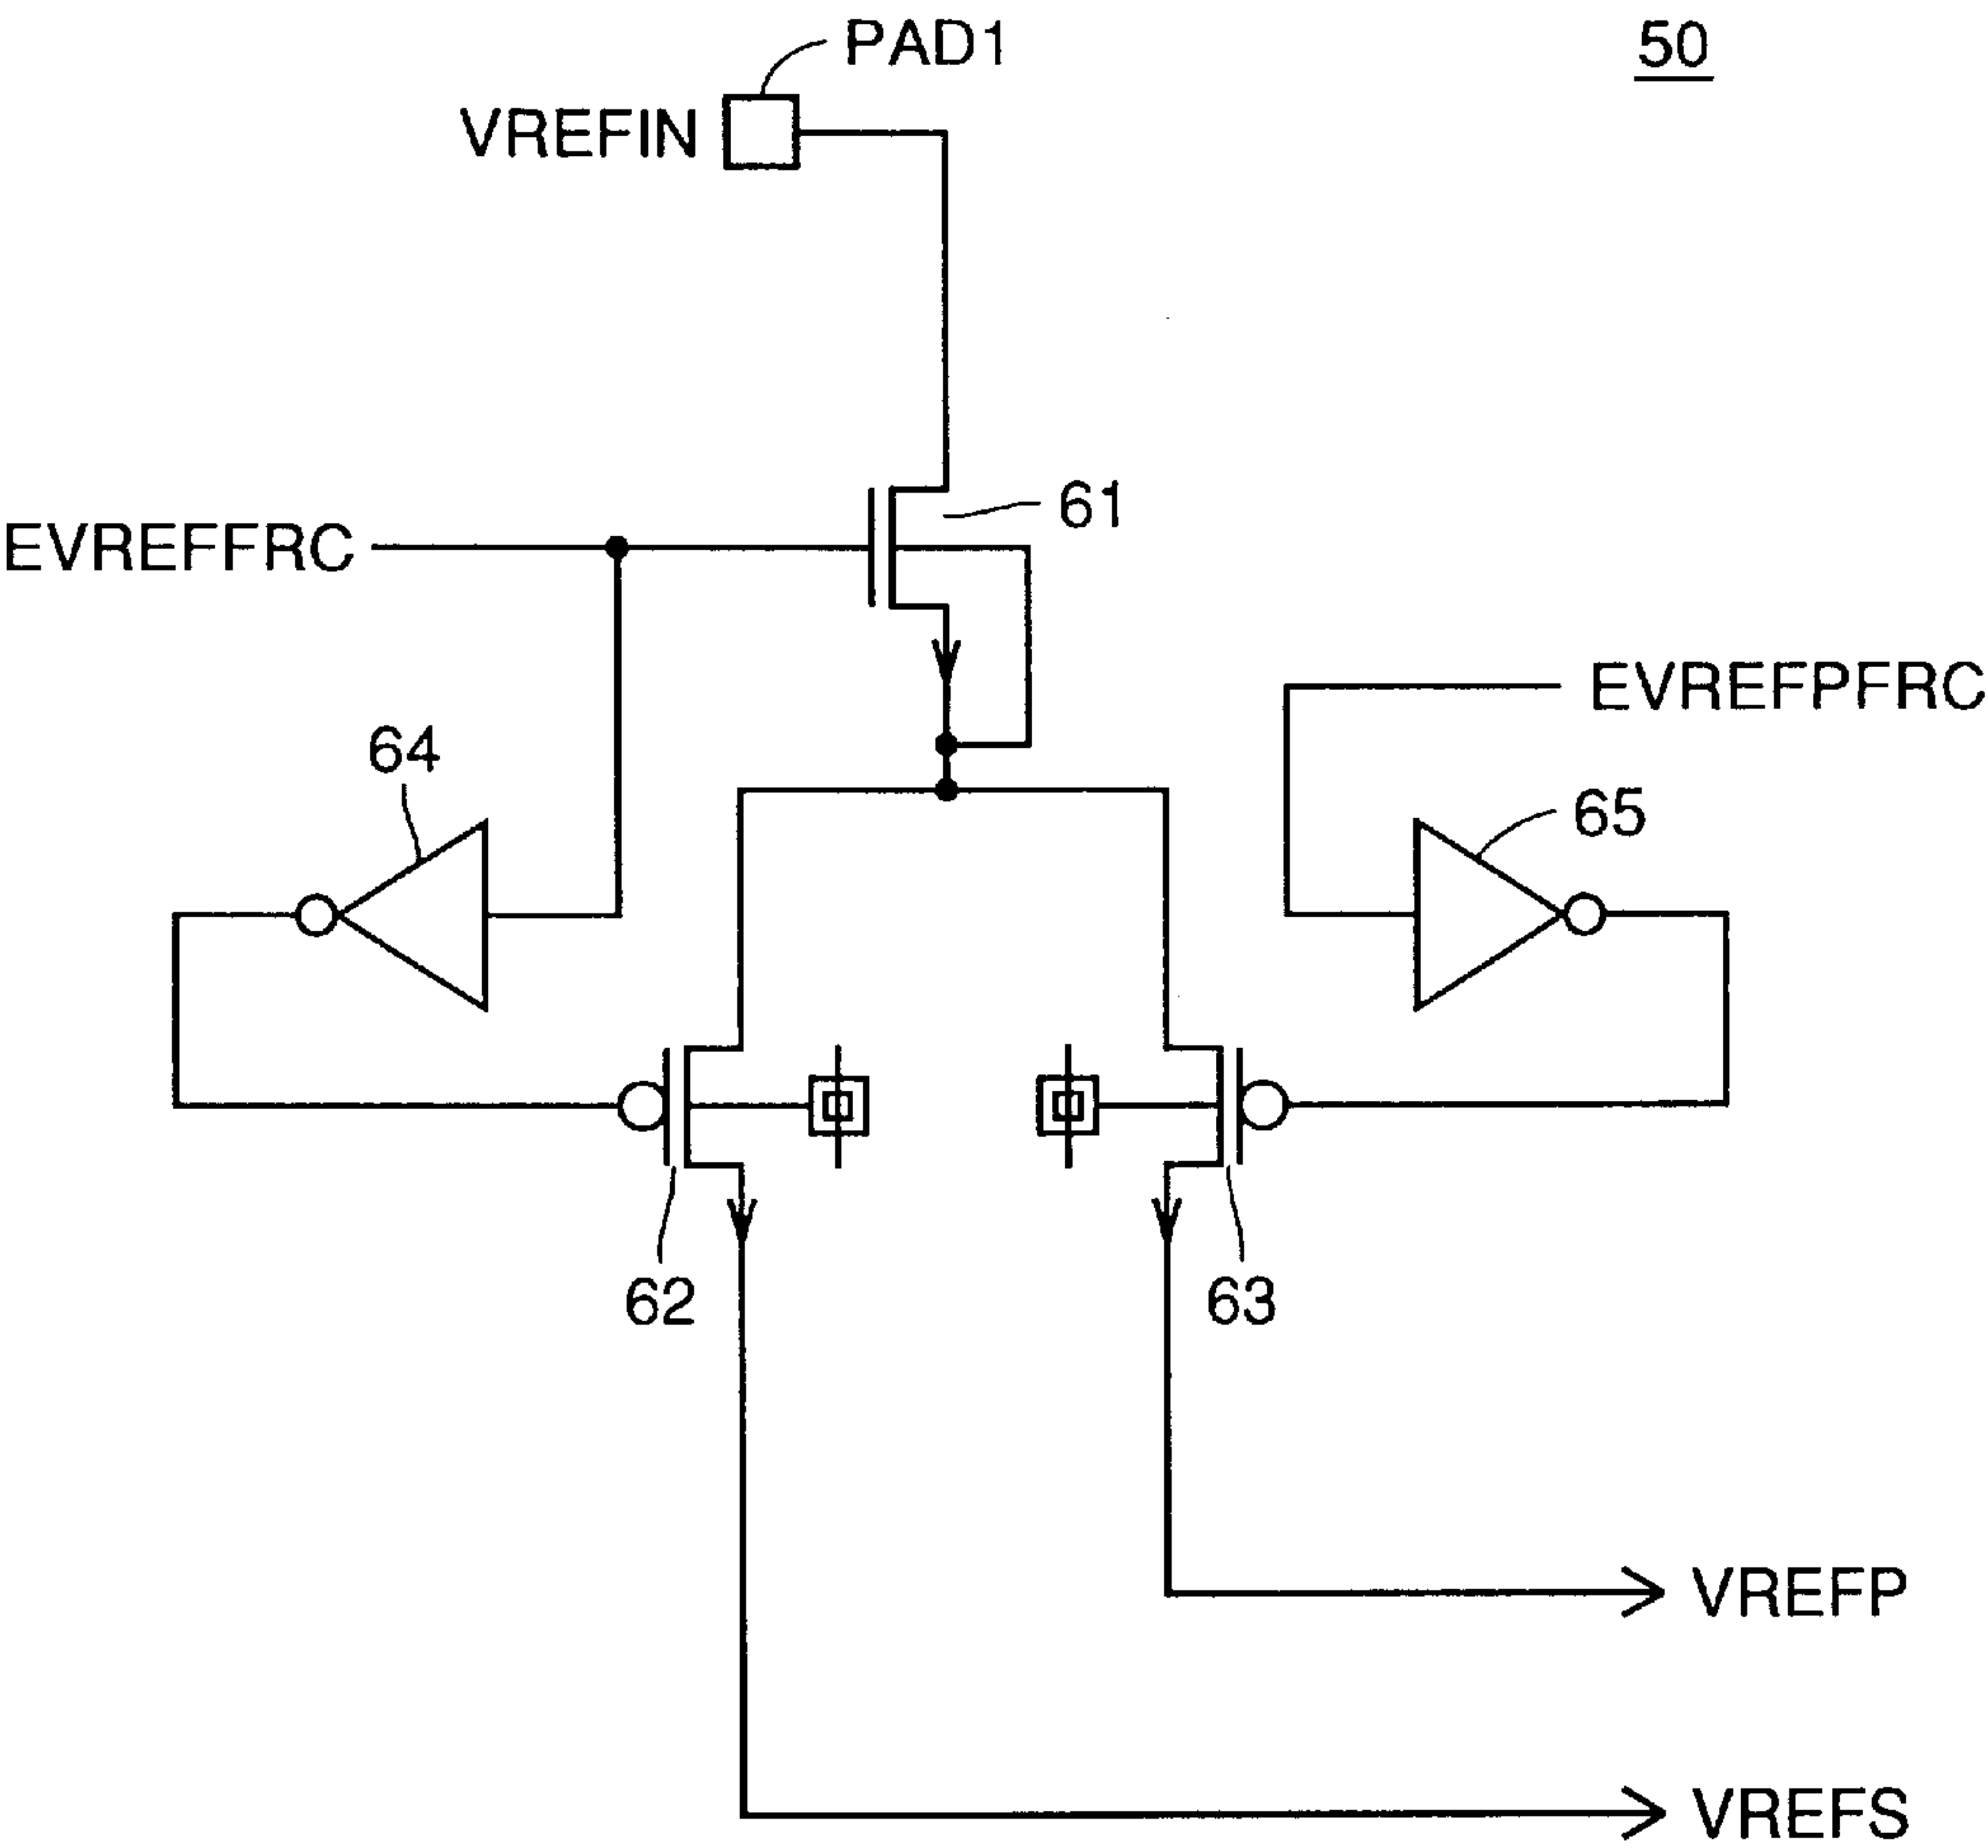 PAD1
50
VREFIN
61
EVREFFRC
EVREFPFRC
64
65
62
63
VREFP
VREFS